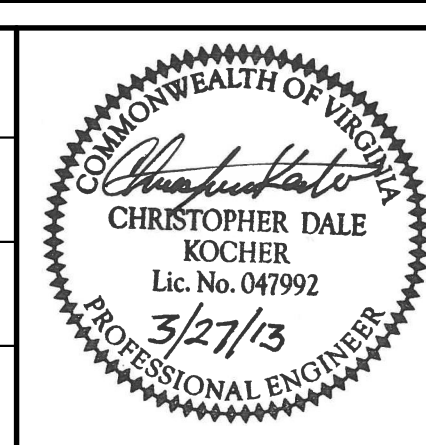 COMMONWEALTH OF VIRGINIA
CHRISTOPHER DALE
KOCHER
Lic. No. 047992
3/27/13
PROFESSIONAL ENGINEER